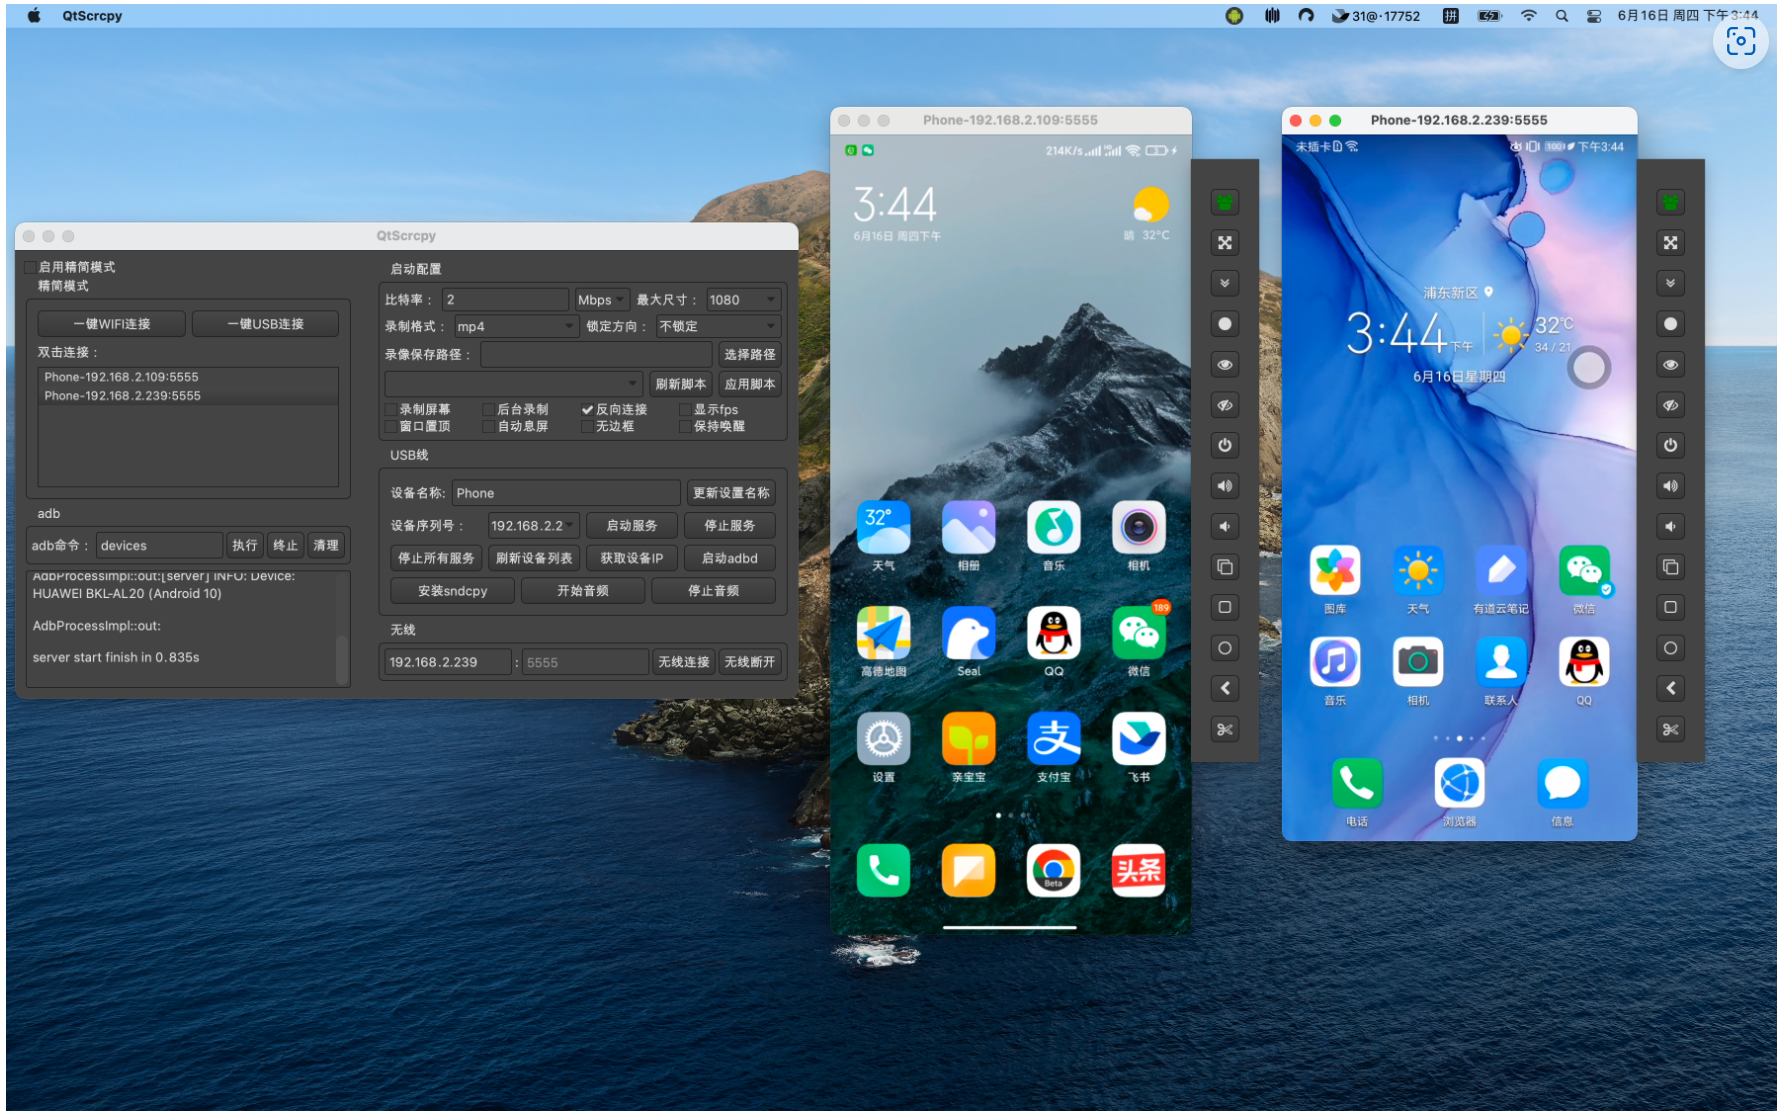 QtScrcpy
31@·17752
拼
6月16日 周四 下午3:44
QtScrcpy
启用精简模式
精简模式
一键WIFI连接
一键USB连接
双击连接：
Phone-192.168.2.109:5555
Phone-192.168.2.239:5555
adb
adb命令：
devices
执行
终止
清理
AdbProcessImpl::out:[server] INFO: Device:
HUAWEI BKL-AL20 (Android 10)
AdbProcessImpl::out:
server start finish in 0.835s
启动配置
比特率：
2
Mbps
最大尺寸：
1080
录制格式：
mp4
锁定方向：
不锁定
录像保存路径：
选择路径
刷新脚本
应用脚本
录制屏幕
后台录制
反向连接
显示fps
窗口置顶
自动息屏
无边框
保持唤醒
USB线
设备名称:
Phone
更新设置名称
设备序列号：
192.168.2.2
启动服务
停止服务
停止所有服务
刷新设备列表
获取设备IP
启动adbd
安装sndcpy
开始音频
停止音频
无线
192.168.2.239
:
5555
无线连接
无线断开
Phone-192.168.2.109:5555
214K/s
3:44
6月16日 周四下午
晴 32°C
32°
天气
相册
音乐
相机
高德地图
Seal
QQ
189
微信
设置
亲宝宝
支
支付宝
飞书
Beta
头条
Phone-192.168.2.239:5555
未插卡
100
下午3:44
浦东新区
3:44下午
32°C
34 / 21
6月16日星期四
图库
天气
有道云笔记
微信
音乐
相机
联系人
QQ
电话
浏览器
信息